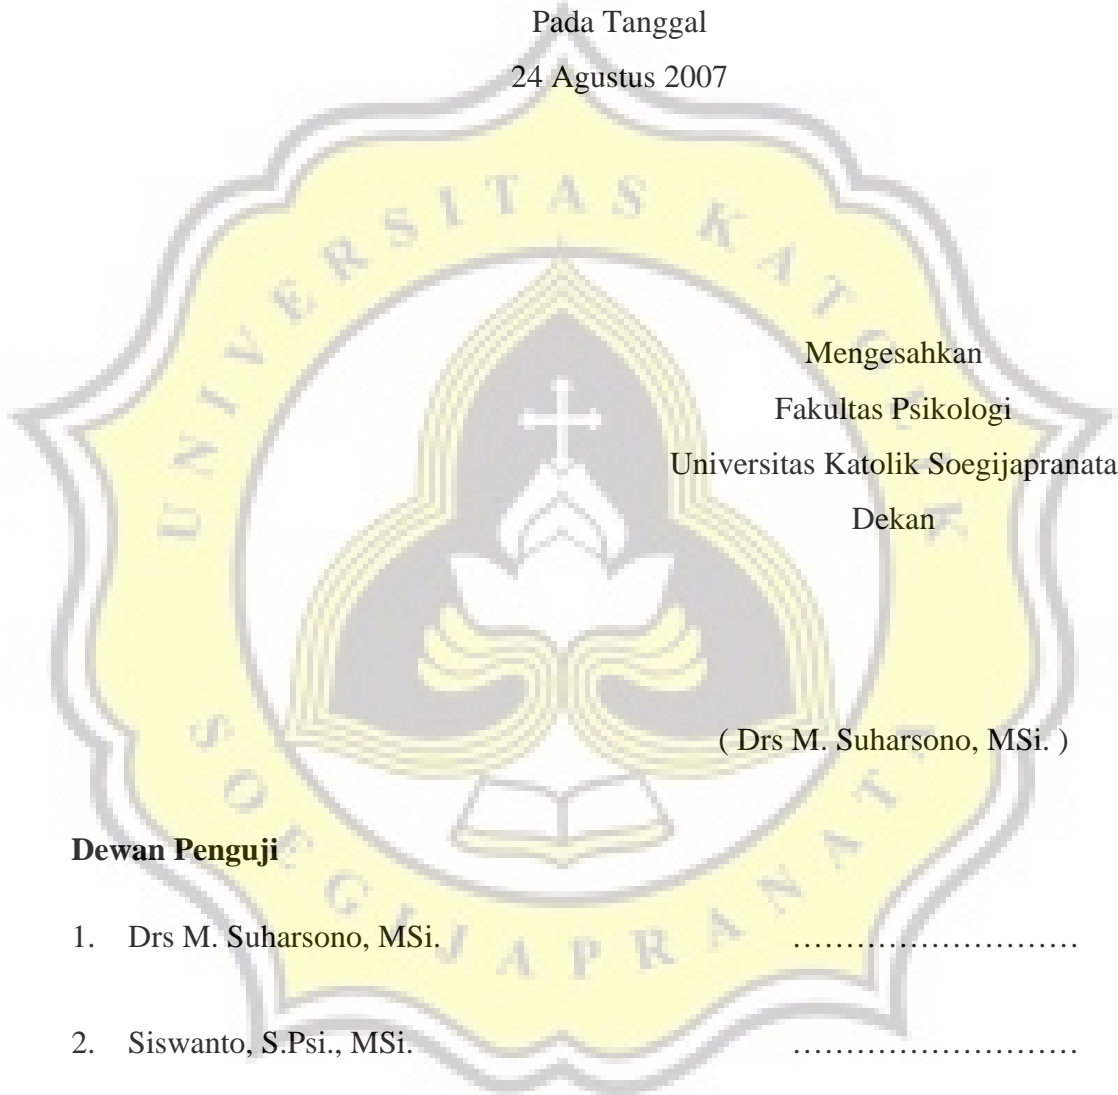 Pada Tanggal
24 Agustus 2007
Mengesahkan
Fakultas Psikologi
Universitas Katolik Soegijapranata
Dekan
( Drs M. Suharsono, MSi. )
Dewan Penguji
1. Drs M. Suharsono, MSi. ………………………
2. Siswanto, S.Psi., MSi. ………………………
UNIVERSITAS KATOLIK
SOEGIJAPRANATA